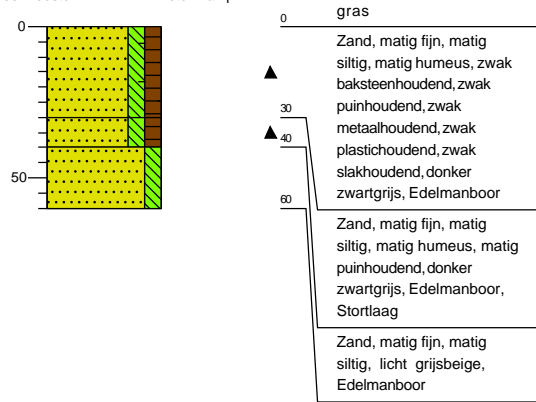 0
50
0
30
40
60
gras
Zand, matig fijn, matig
siltig, matig humeus, zwak
baksteenhoudend, zwak
puinhoudend, zwak
metaalhoudend, zwak
plastichoudend, zwak
slakhoudend, donker
zwartgrijs, Edelmanboor
Zand, matig fijn, matig
siltig, matig humeus, matig
puinhoudend, donker
zwartgrijs, Edelmanboor,
Stortlaag
Zand, matig fijn, matig
siltig, licht grijsbeige,
Edelmanboor